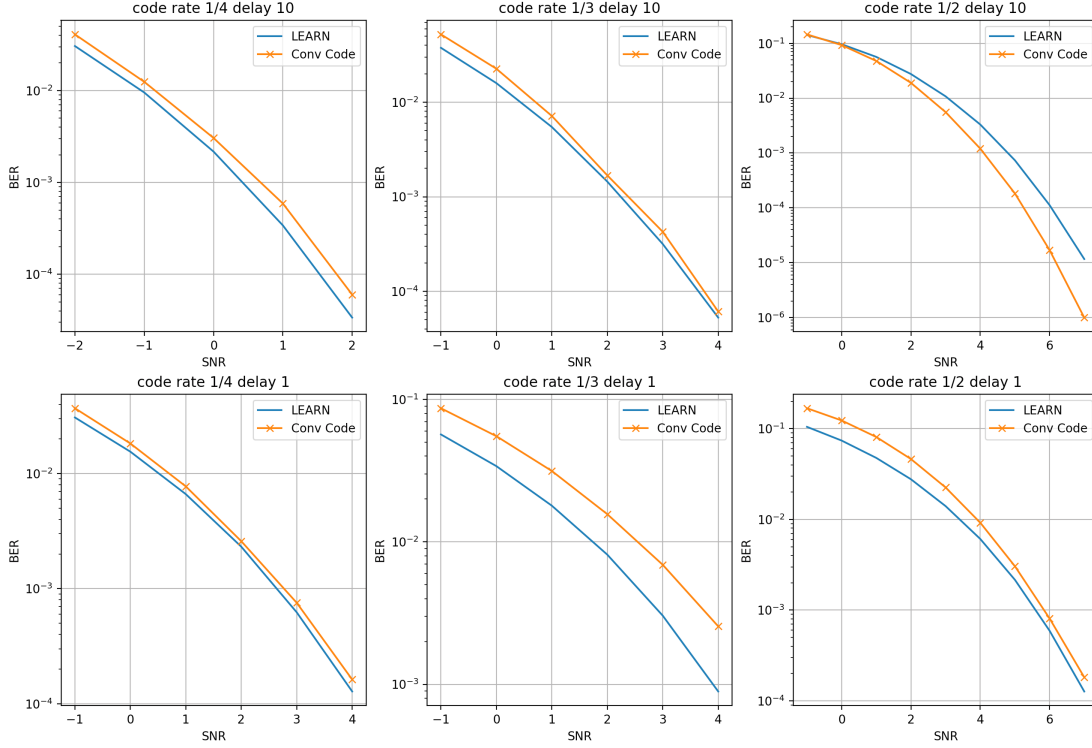 code rate 1/4 delay 10
LEARN
Conv Code
10⁻²
10⁻³
10⁻⁴
BER
−2
−1
0
1
2
SNR
code rate 1/3 delay 10
LEARN
Conv Code
10⁻²
10⁻³
10⁻⁴
BER
−1
0
1
2
3
4
SNR
code rate 1/2 delay 10
LEARN
Conv Code
10⁻¹
10⁻²
10⁻³
10⁻⁴
10⁻⁵
10⁻⁶
BER
0
2
4
6
SNR
code rate 1/4 delay 1
LEARN
Conv Code
10⁻²
10⁻³
10⁻⁴
BER
−1
0
1
2
3
4
SNR
code rate 1/3 delay 1
LEARN
Conv Code
10⁻¹
10⁻²
10⁻³
BER
−1
0
1
2
3
4
SNR
code rate 1/2 delay 1
LEARN
Conv Code
10⁻¹
10⁻²
10⁻³
10⁻⁴
BER
0
2
4
6
SNR